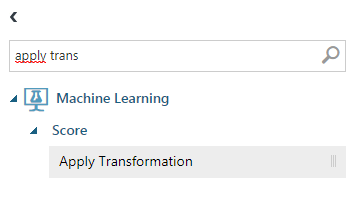 apply trans
Machine Learning
Score
Apply Transformation